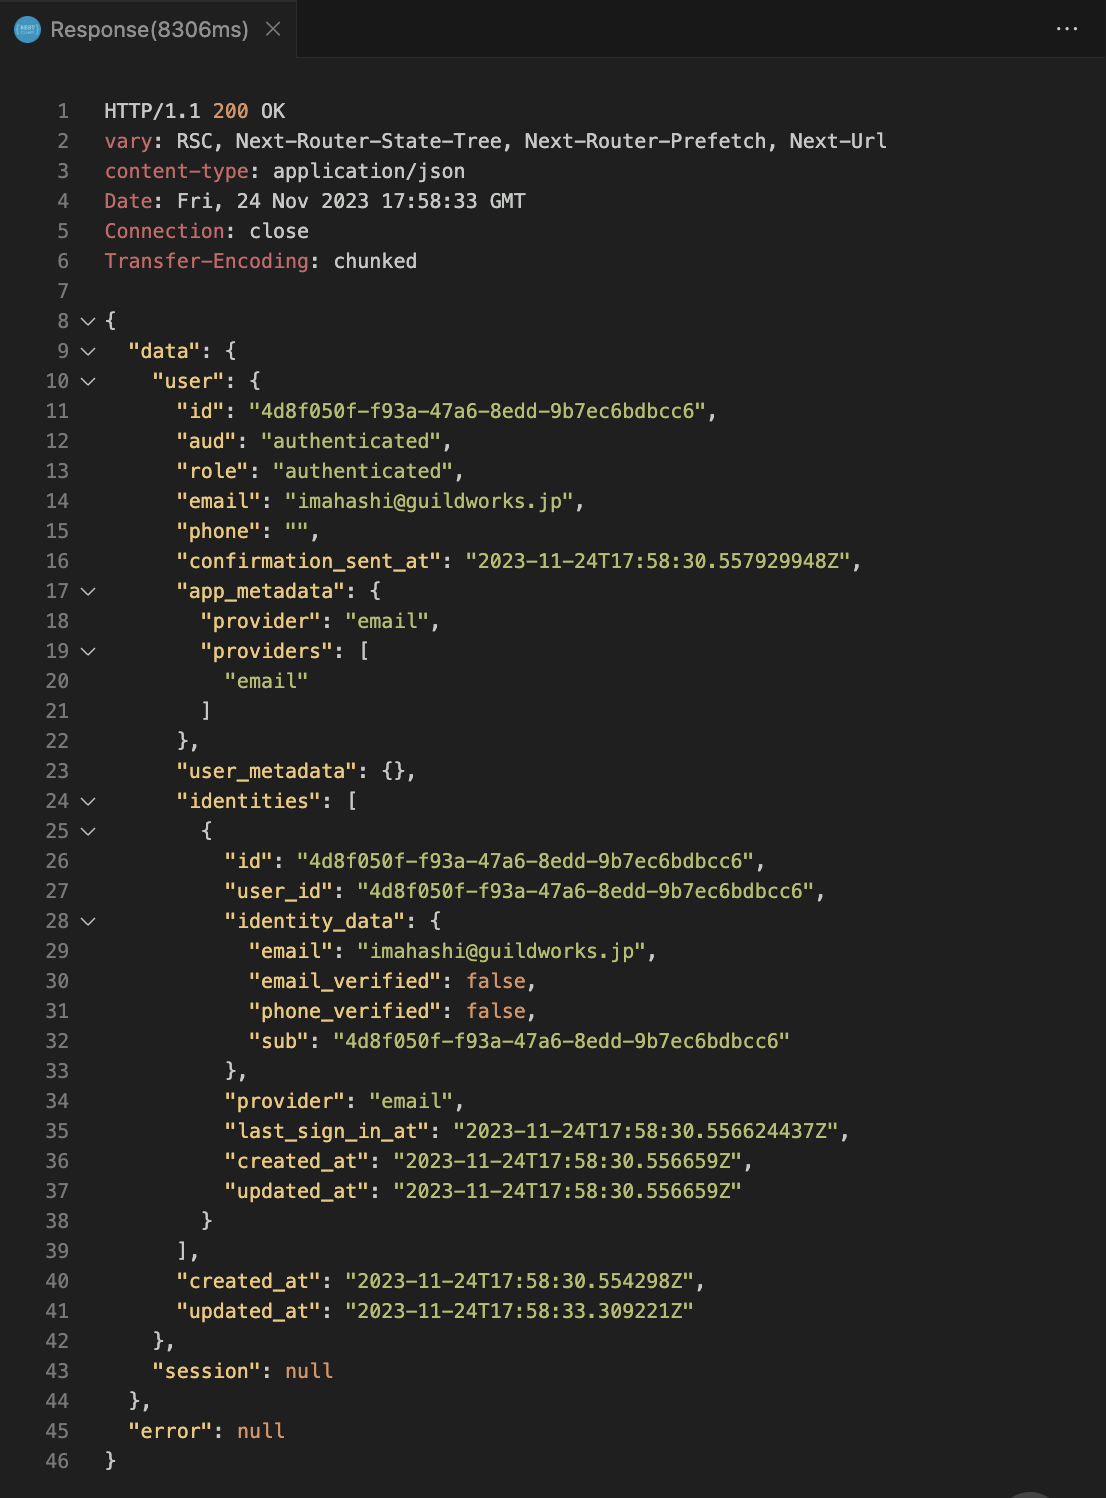 Response(8306ms)
1 HTTP/1.1 200 OK
2 vary: RSC, Next-Router-State-Tree, Next-Router-Prefetch, Next-Url
3 content-type: application/json
4 Date: Fri, 24 Nov 2023 17:58:33 GMT
5 Connection: close
6 Transfer-Encoding: chunked
7
8 {
9   "data": {
10     "user": {
11       "id": "4d8f050f-f93a-47a6-8edd-9b7ec6bdbcc6",
12       "aud": "authenticated",
13       "role": "authenticated",
14       "email": "imahashi@guildworks.jp",
15       "phone": "",
16       "confirmation_sent_at": "2023-11-24T17:58:30.557929948Z",
17       "app_metadata": {
18         "provider": "email",
19         "providers": [
20           "email"
21         ]
22       },
23       "user_metadata": {},
24       "identities": [
25         {
26           "id": "4d8f050f-f93a-47a6-8edd-9b7ec6bdbcc6",
27           "user_id": "4d8f050f-f93a-47a6-8edd-9b7ec6bdbcc6",
28           "identity_data": {
29             "email": "imahashi@guildworks.jp",
30             "email_verified": false,
31             "phone_verified": false,
32             "sub": "4d8f050f-f93a-47a6-8edd-9b7ec6bdbcc6"
33           },
34           "provider": "email",
35           "last_sign_in_at": "2023-11-24T17:58:30.556624437Z",
36           "created_at": "2023-11-24T17:58:30.556659Z",
37           "updated_at": "2023-11-24T17:58:30.556659Z"
38         }
39       ],
40       "created_at": "2023-11-24T17:58:30.554298Z",
41       "updated_at": "2023-11-24T17:58:33.309221Z"
42     },
43     "session": null
44   },
45   "error": null
46 }